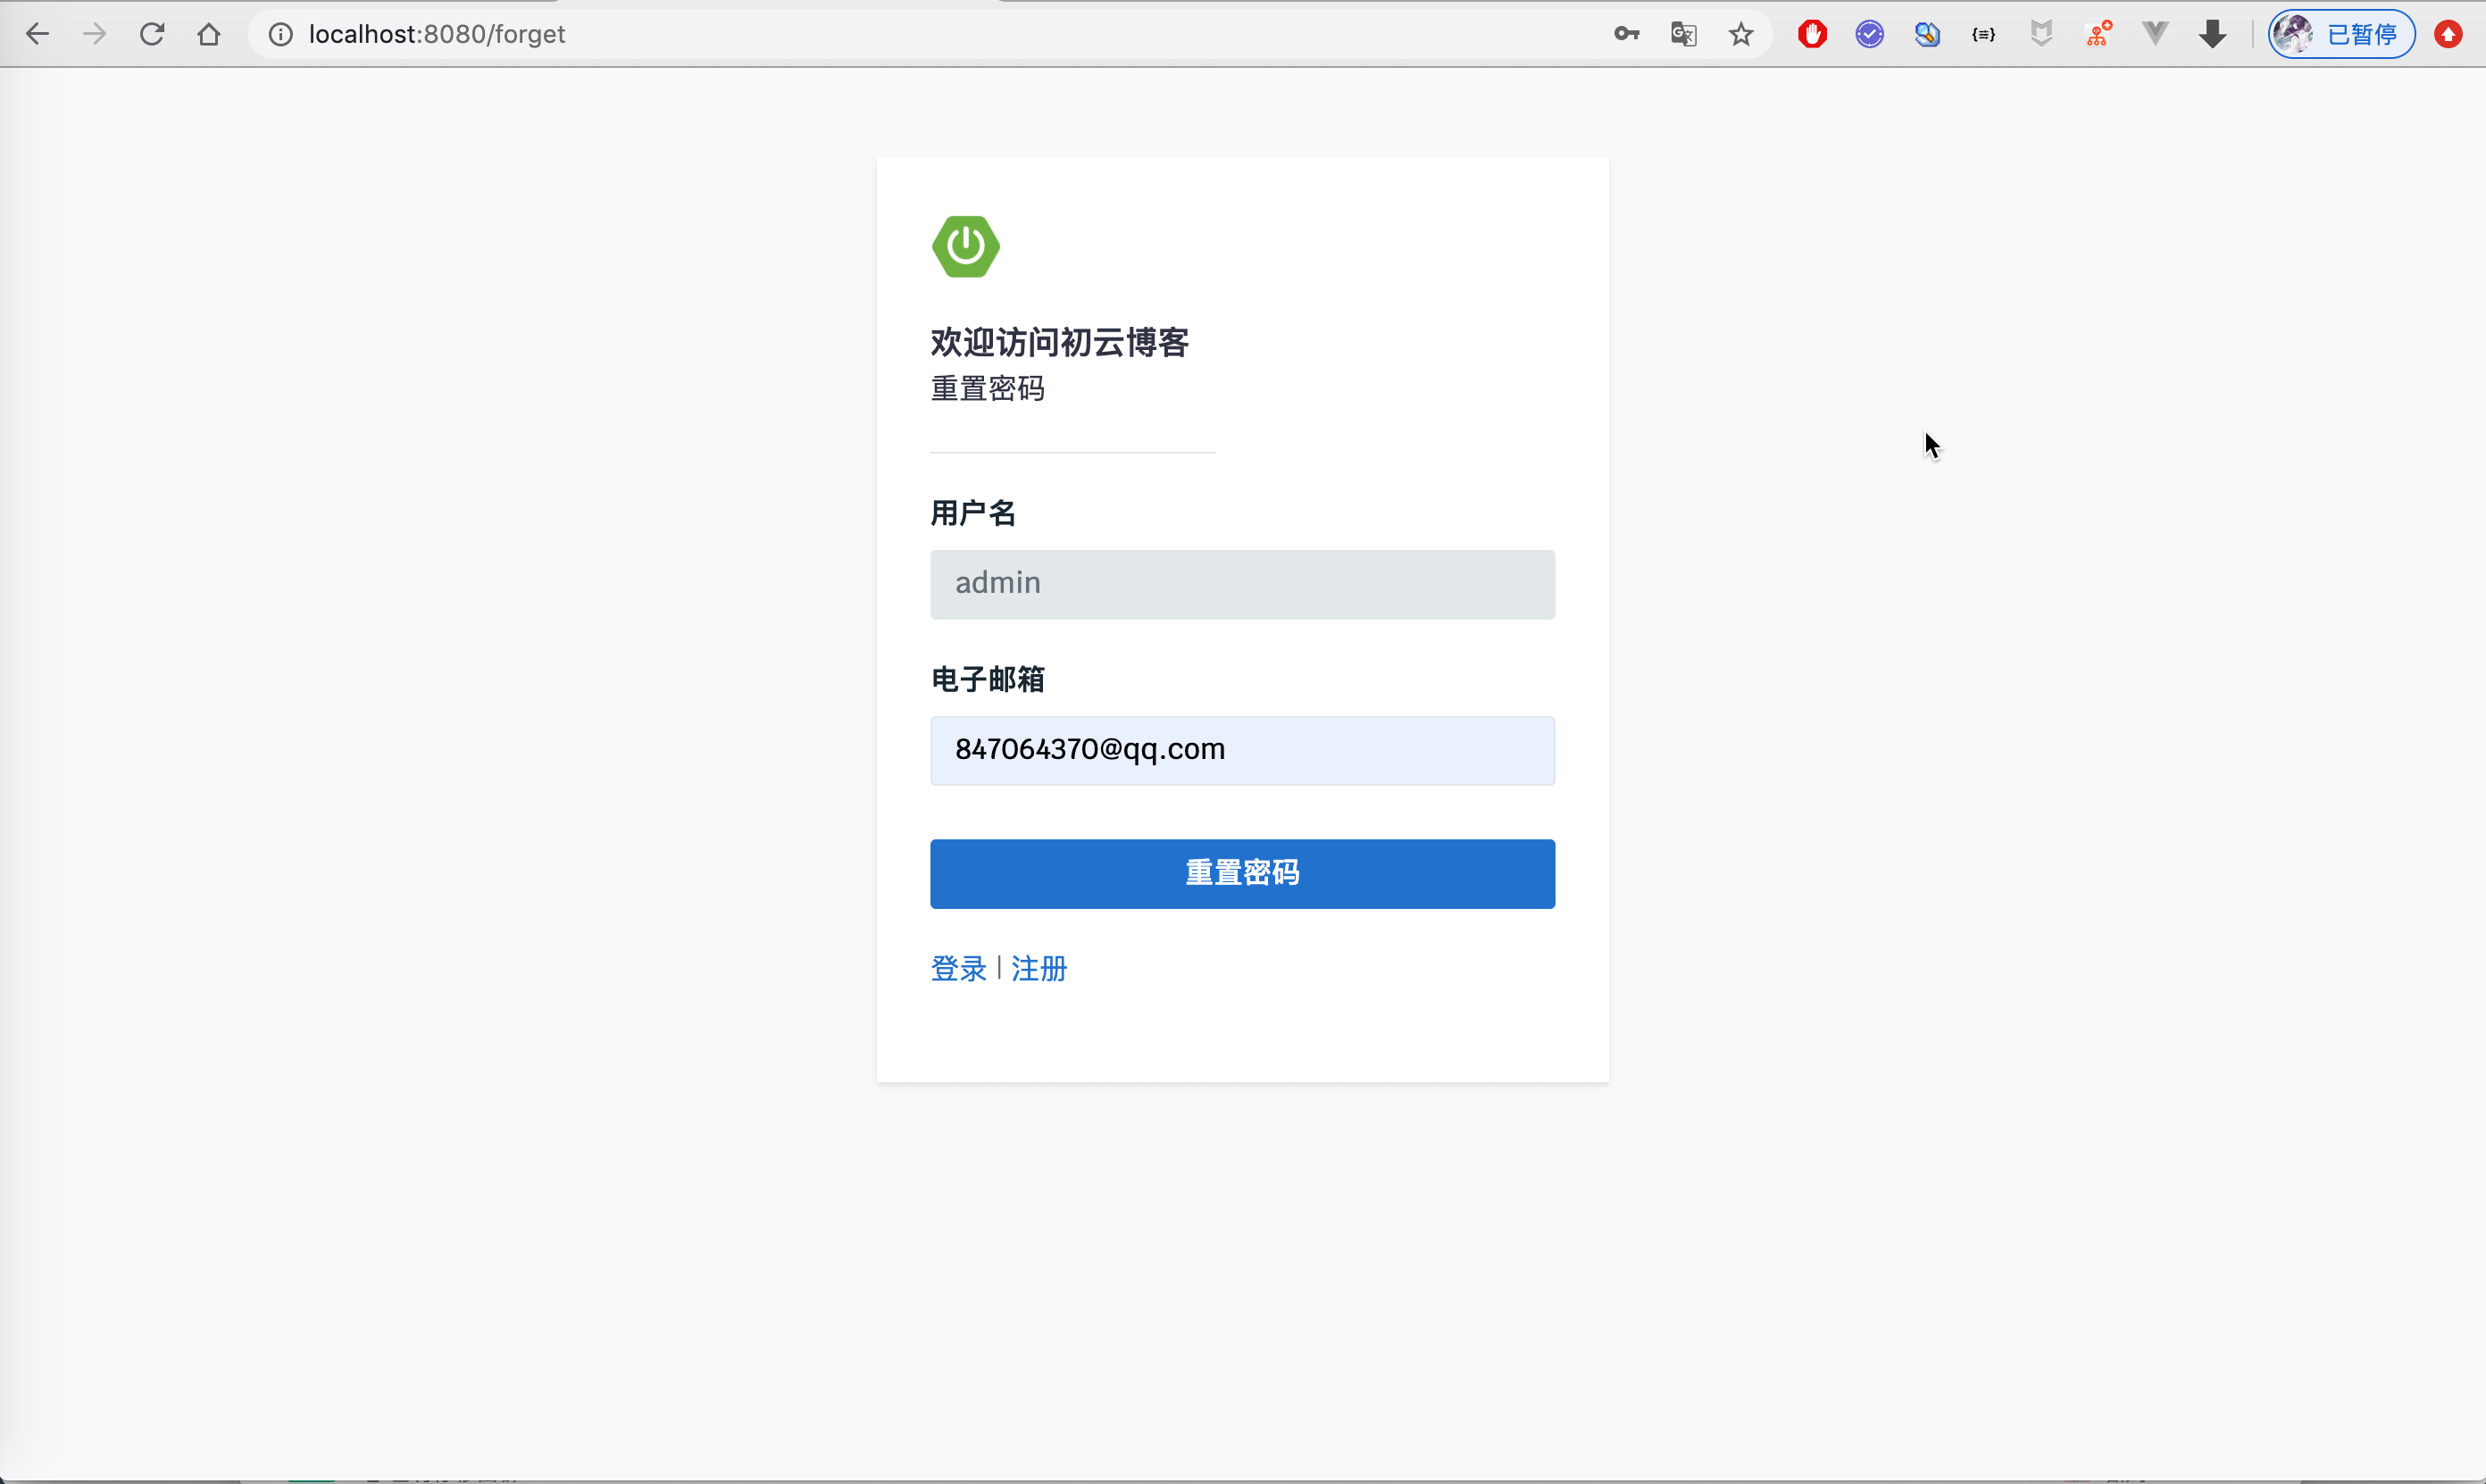 localhost:8080/forget
已暂停
欢迎访问初云博客
重置密码
用户名
admin
电子邮箱
847064370@qq.com
重置密码
登录 | 注册